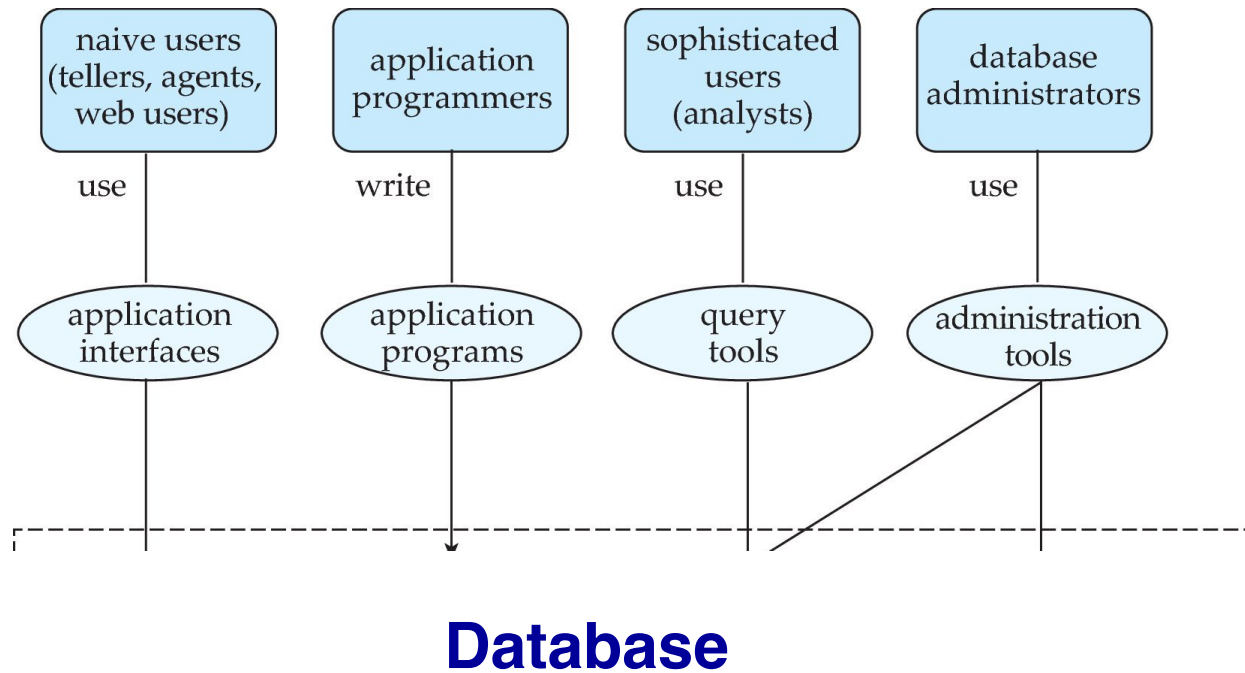 naive users
(tellers, agents,
web users)
application
programmers
sophisticated
users
(analysts)
database
administrators
use
write
use
use
application
interfaces
application
programs
query
tools
administration
tools
Database